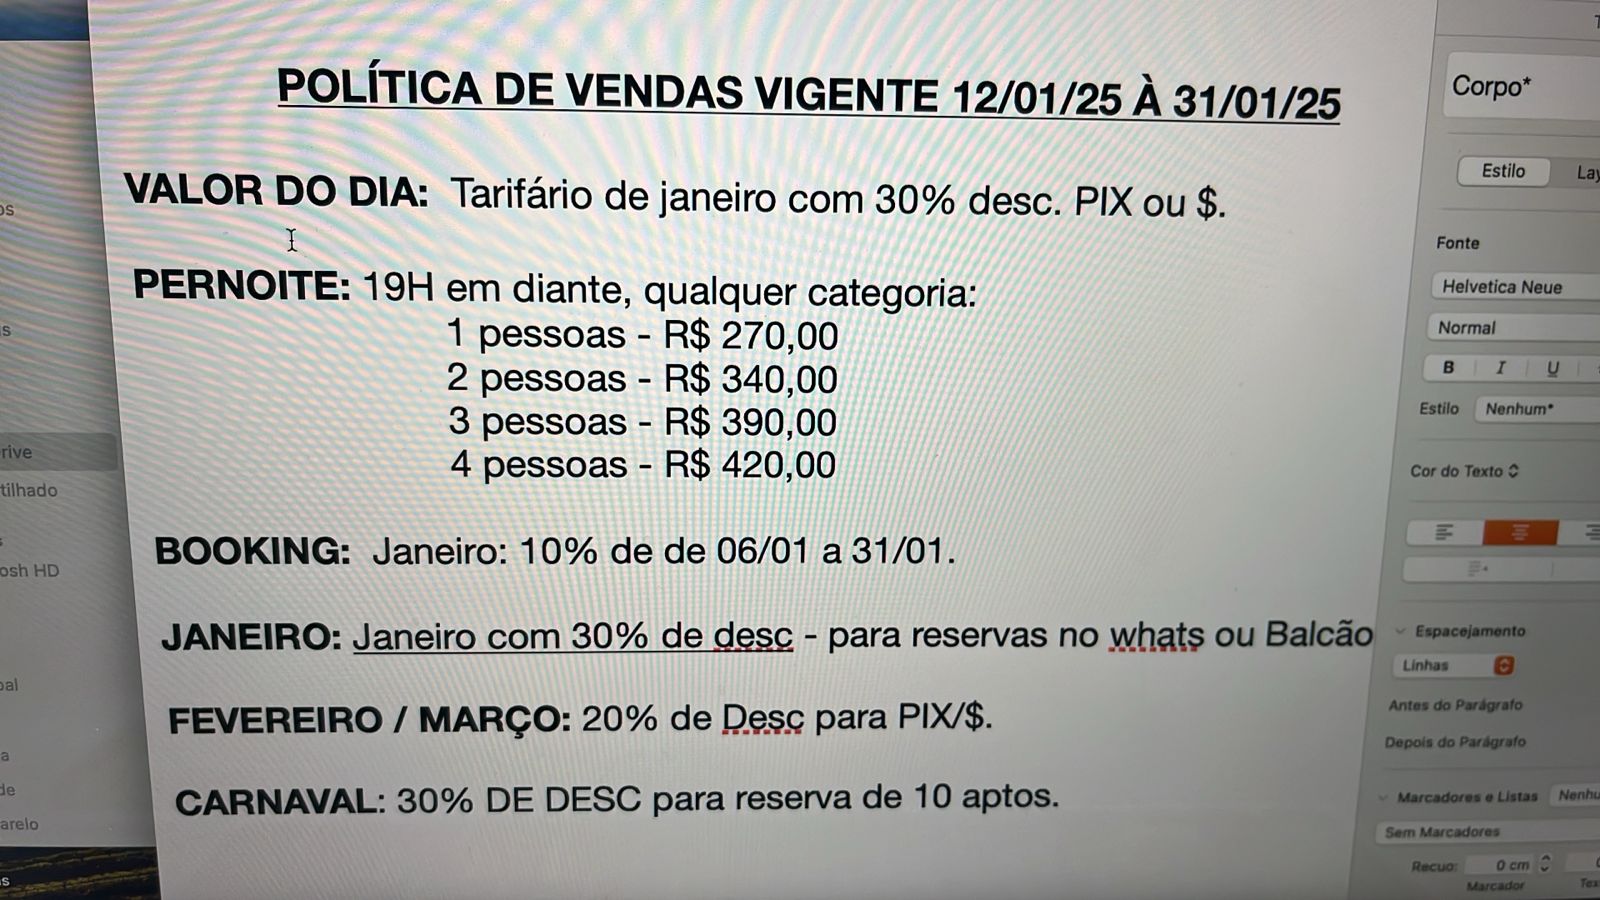 POLÍTICA DE VENDAS VIGENTE 12/01/25 À 31/01/25
VALOR DO DIA: Tarifário de janeiro com 30% desc. PIX ou $.
PERNOITE: 19H em diante, qualquer categoria:
1 pessoas - R$ 270,00
2 pessoas - R$ 340,00
3 pessoas - R$ 390,00
4 pessoas - R$ 420,00
BOOKING: Janeiro: 10% de de 06/01 a 31/01.
JANEIRO: Janeiro com 30% de desc - para reservas no whats ou Balcão
FEVEREIRO / MARÇO: 20% de Desc para PIX/$.
CARNAVAL: 30% DE DESC para reserva de 10 aptos.
rive
tilhado
osh HD
arelo
Corpo*
Estilo Lay
Fonte
Helvetica Neue
Normal
B I U
Estilo Nenhum*
Cor do Texto
Espaçejamento
Linhas
Antes do Parágrafo
Depois do Parágrafo
Marcadores e Listas Nenhu
Sem Marcadores
Recuo: 0 cm
Marcador Tex